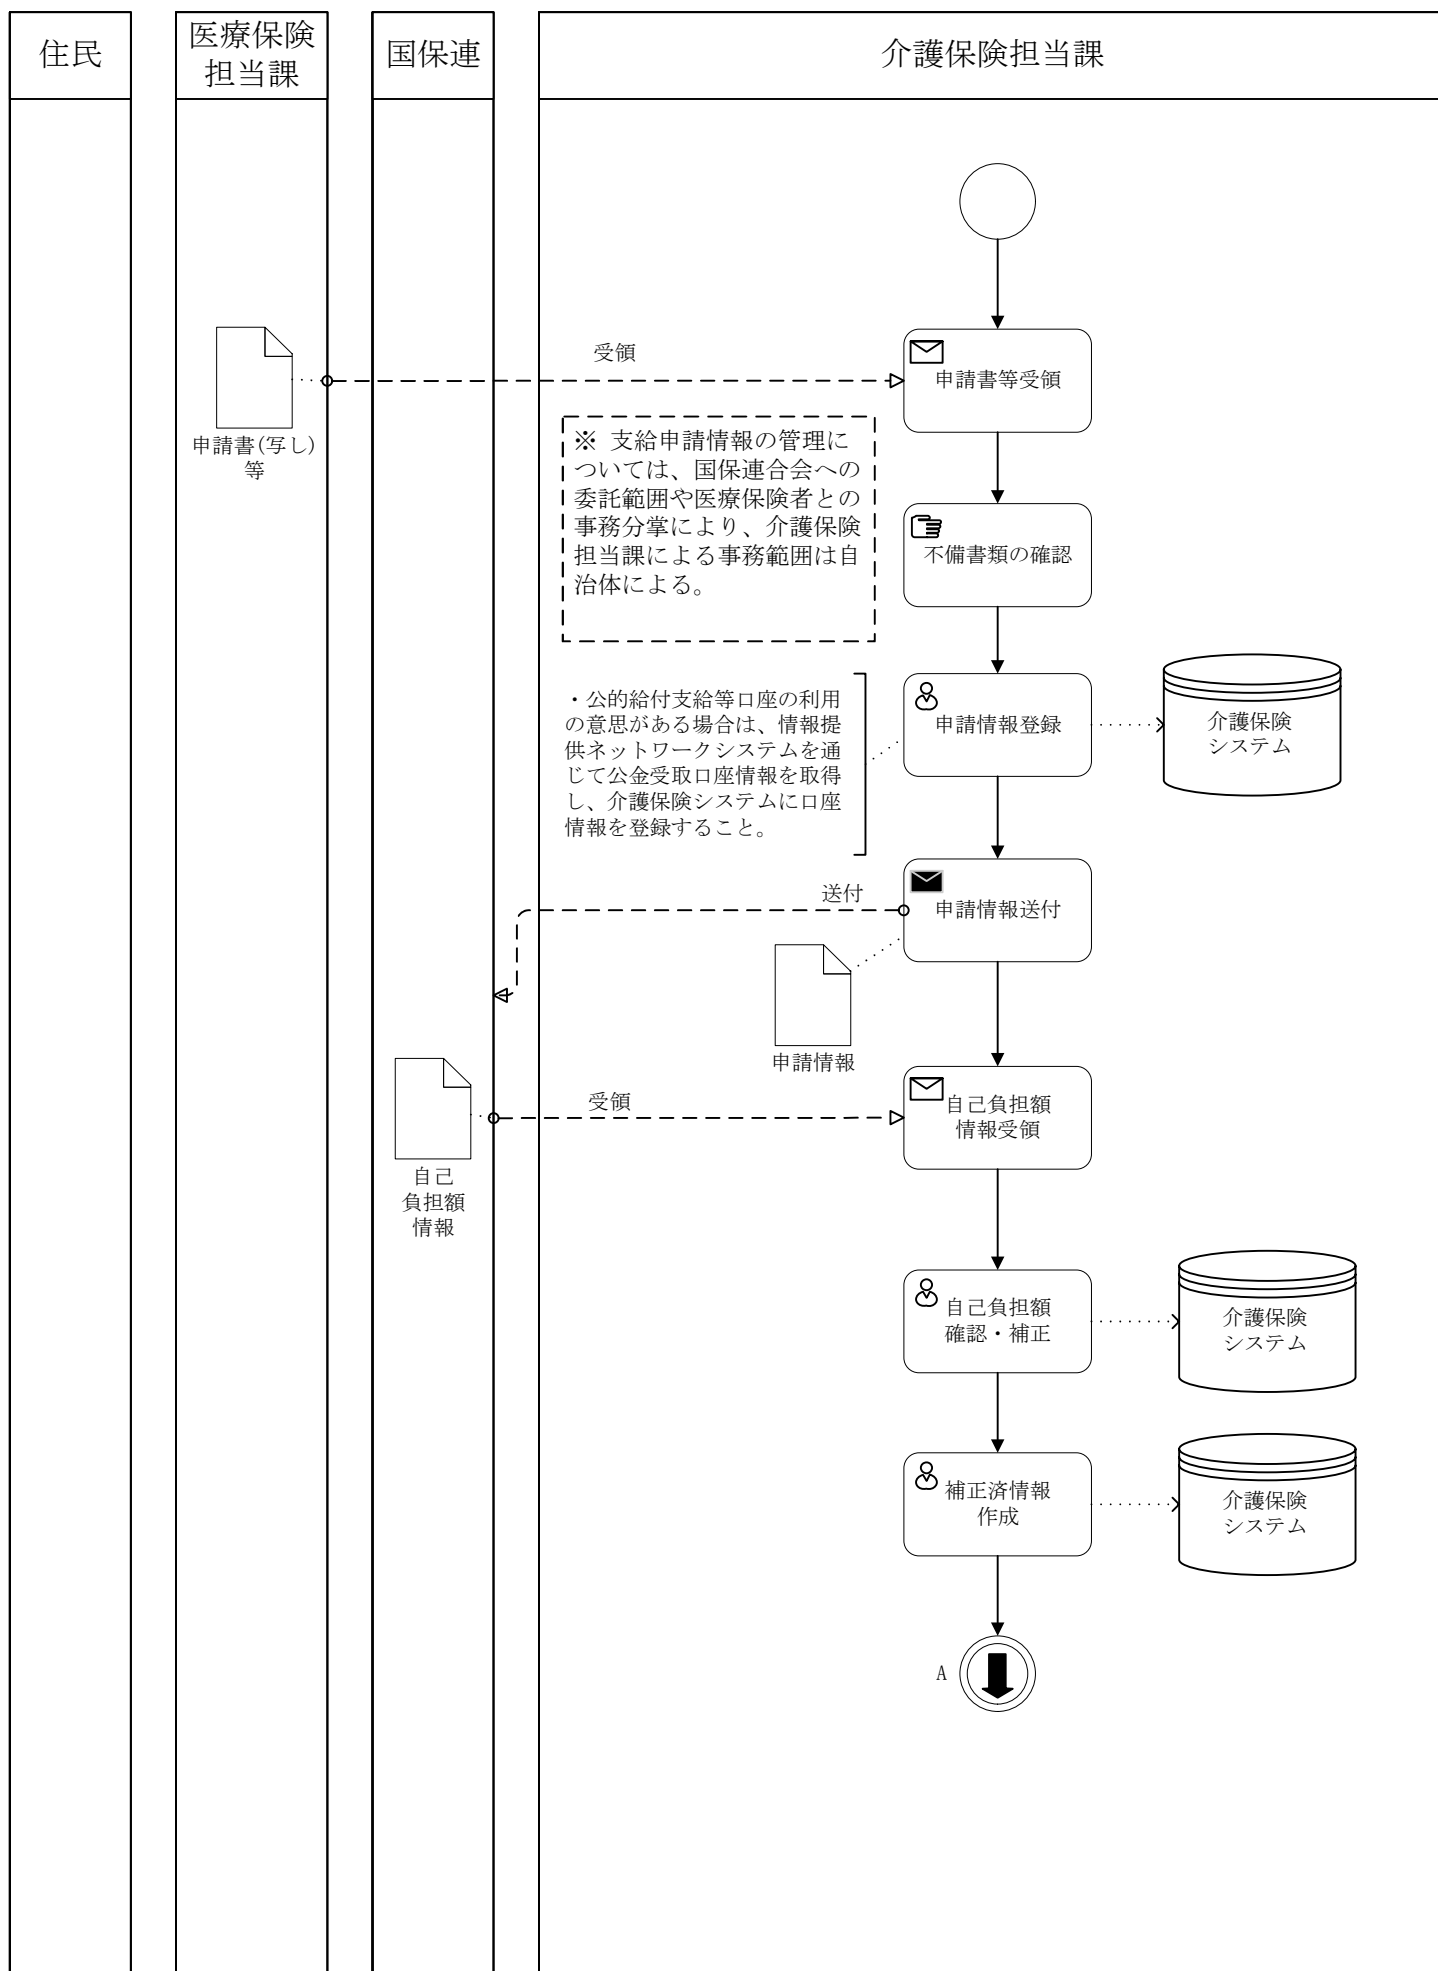 住民
医療保険
担当課
国保連
介護保険担当課
受領
申請書等受領
申請書(写し)
等
※ 支給申請情報の管理に
ついては、国保連合会への
委託範囲や医療保険者との
事務分掌により、介護保険
担当課による事務範囲は自
治体による。
不備書類の確認
・公的給付支給等口座の利用
の意思がある場合は、情報提
供ネットワークシステムを通
じて公金受取口座情報を取得
し、介護保険システムに口座
情報を登録すること。
申請情報登録
介護保険
システム
送付
申請情報送付
申請情報
受領
自己負担額
情報受領
自己
負担額
情報
自己負担額
確認・補正
介護保険
システム
補正済情報
作成
介護保険
システム
A